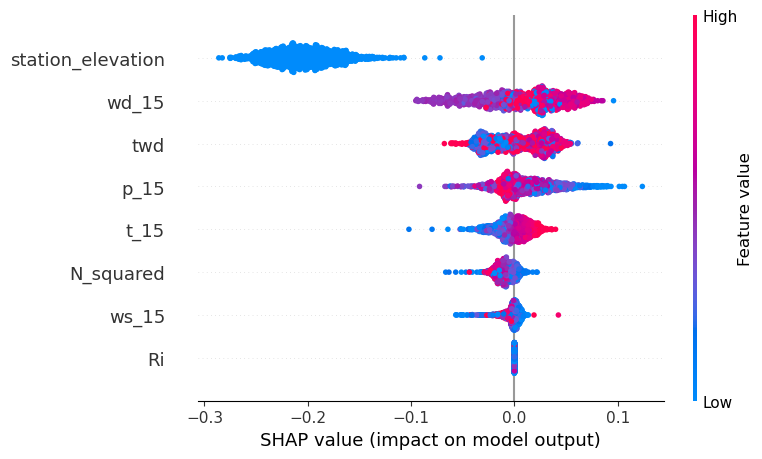 High
station_elevation
wd_15
twd
p_15
t_15
N_squared
ws_15
Ri
Feature value
Low
−0.3 −0.2 −0.1 0.0 0.1
SHAP value (impact on model output)